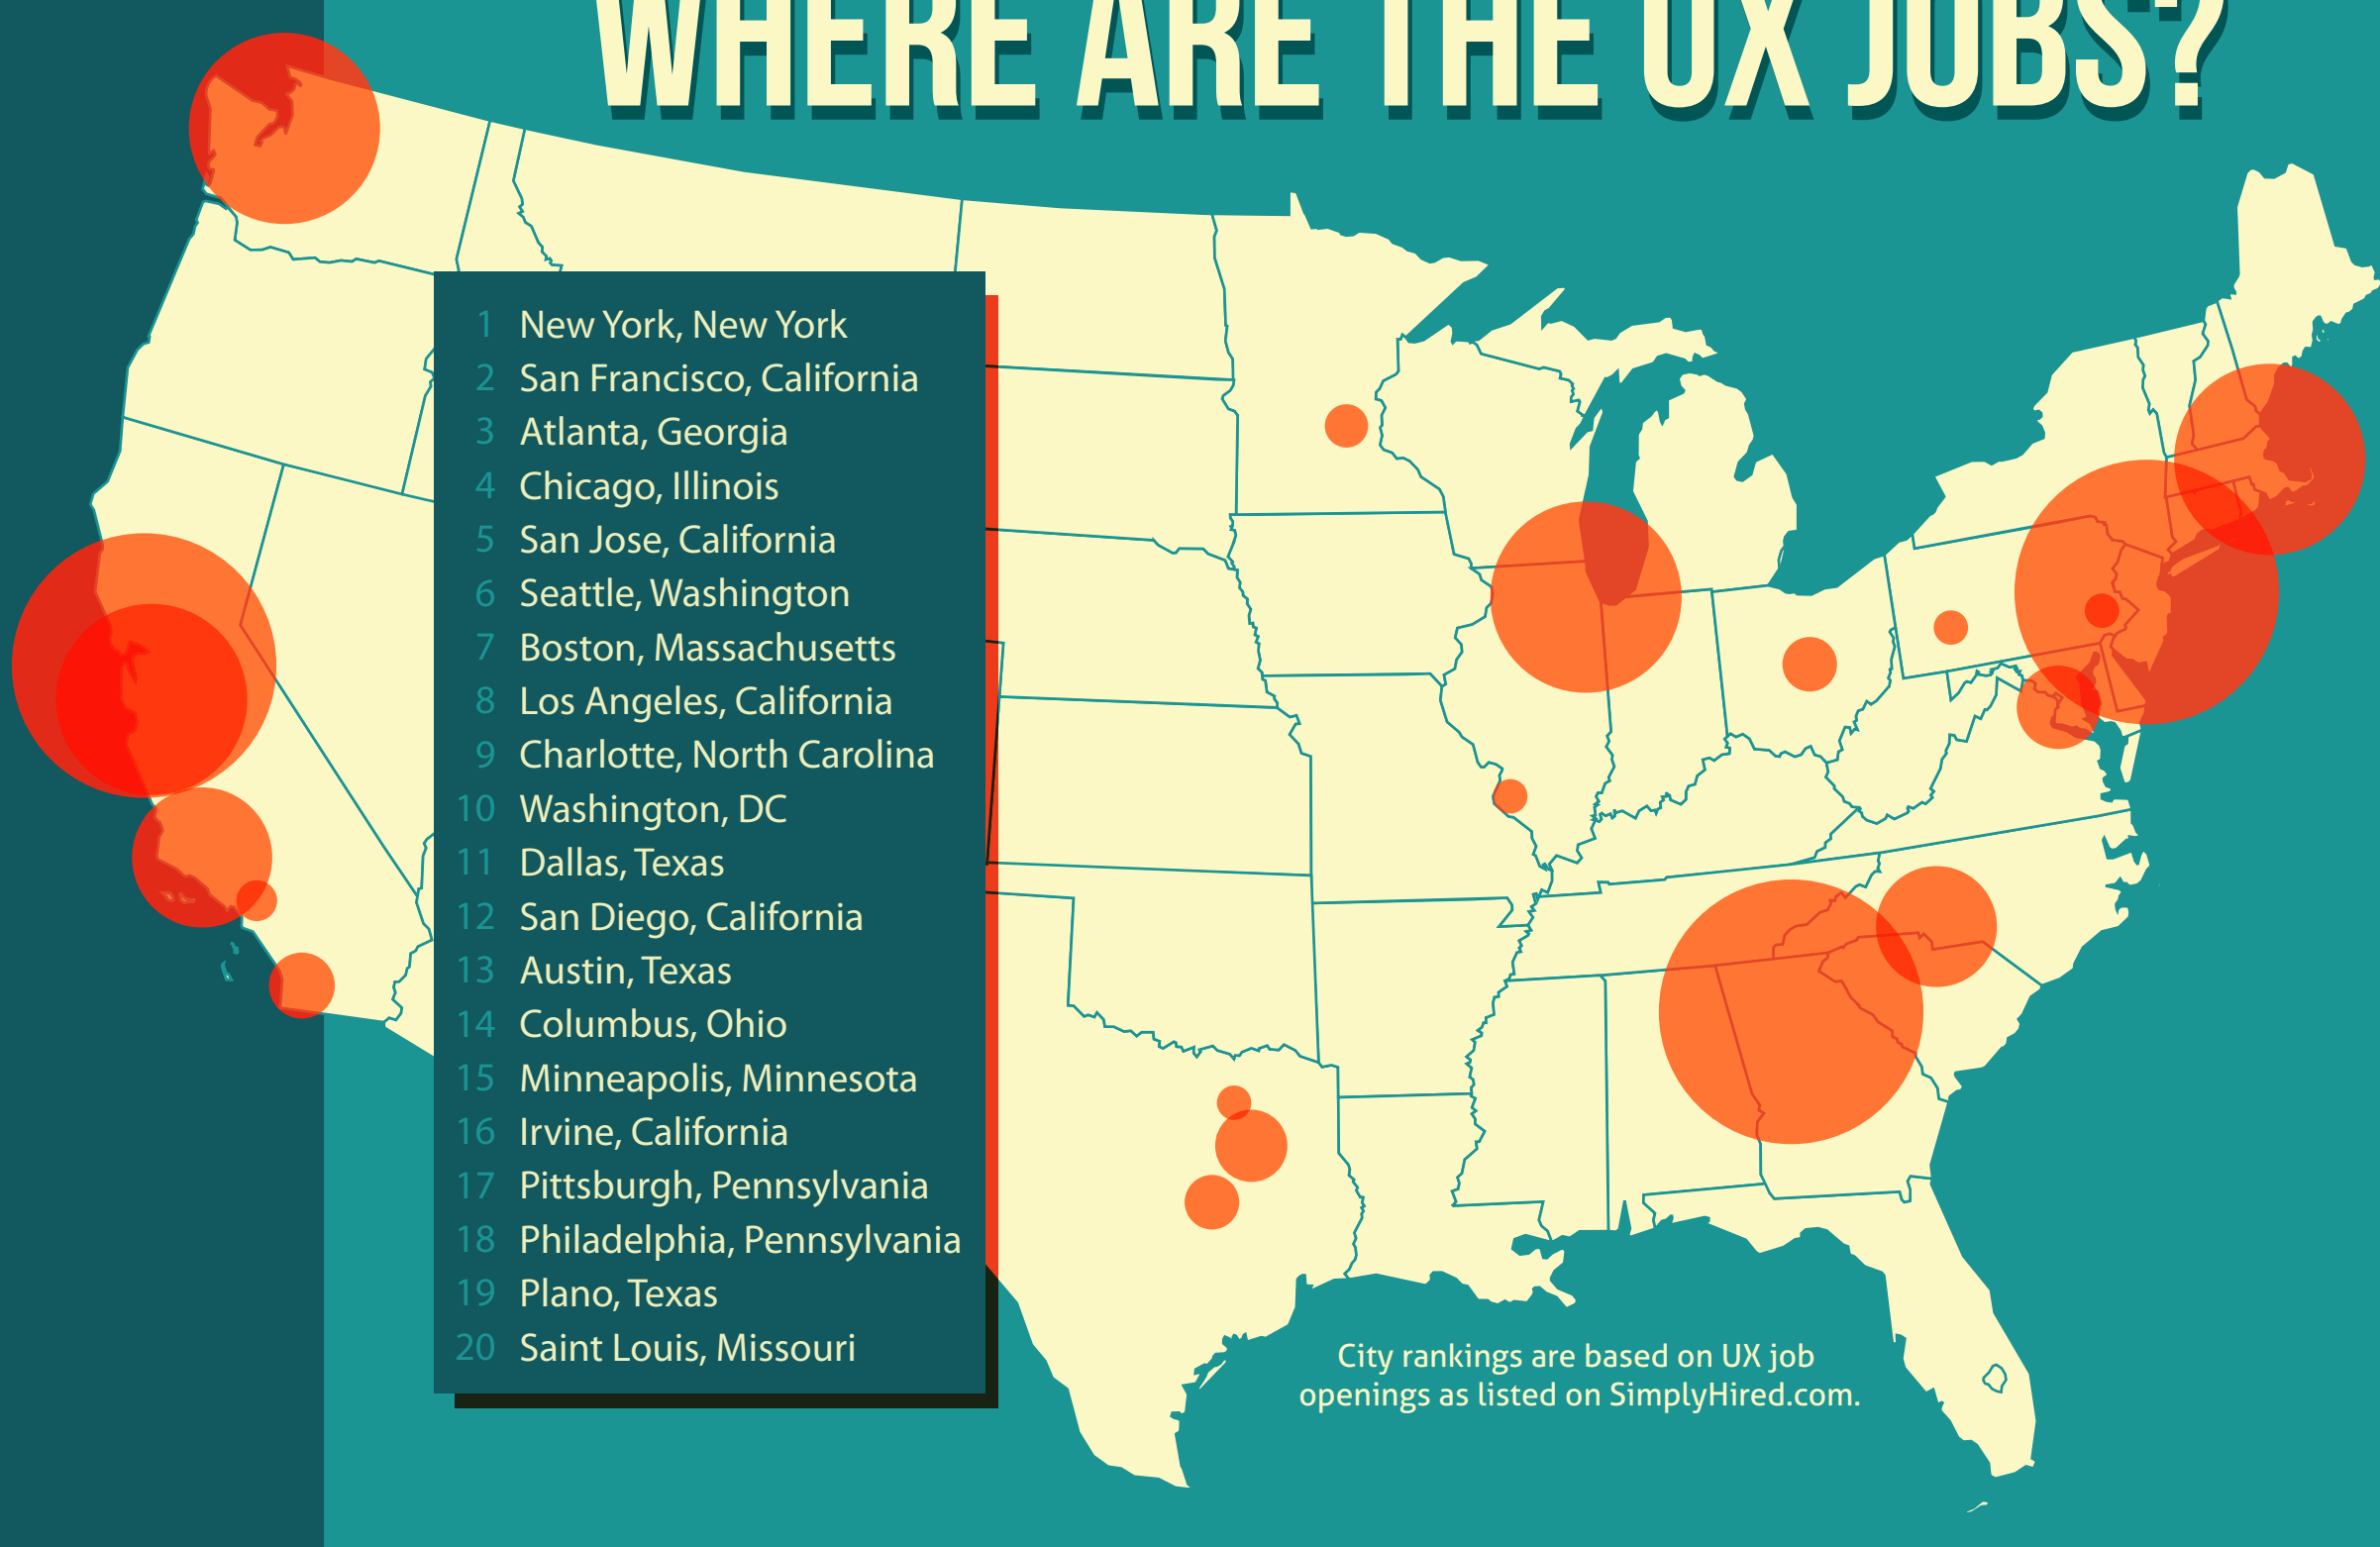 WHERE ARE THE UX JOBS?
1 New York, New York
2 San Francisco, California
3 Atlanta, Georgia
4 Chicago, Illinois
5 San Jose, California
6 Seattle, Washington
7 Boston, Massachusetts
8 Los Angeles, California
9 Charlotte, North Carolina
10 Washington, DC
11 Dallas, Texas
12 San Diego, California
13 Austin, Texas
14 Columbus, Ohio
15 Minneapolis, Minnesota
16 Irvine, California
17 Pittsburgh, Pennsylvania
18 Philadelphia, Pennsylvania
19 Plano, Texas
20 Saint Louis, Missouri
City rankings are based on UX job
openings as listed on SimplyHired.com.